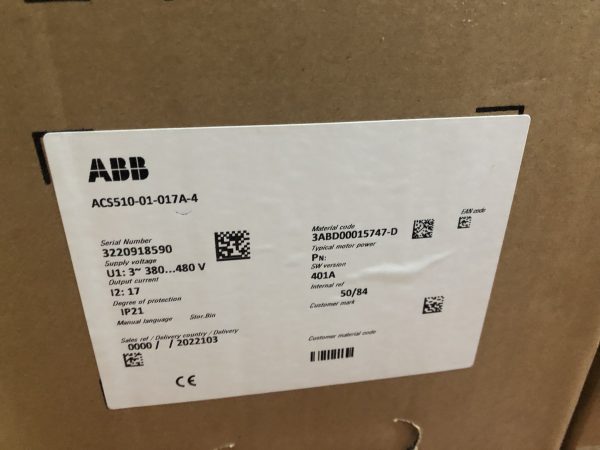 ABB
ACS510-01-017A-4
Serial Number
3220918590
Supply voltage
U1: 3~ 380...480 V
Output current
I2: 17
Degree of protection
IP21
Manual language Stor.Bin
Sales ref / Delivery country / Delivery
0000 / / 2022103
CE
EAN code
Material code
3ABD00015747-D
Typical motor power
PN:
SW version
401A
Internal ref
50/84
Customer mark
Customer material code